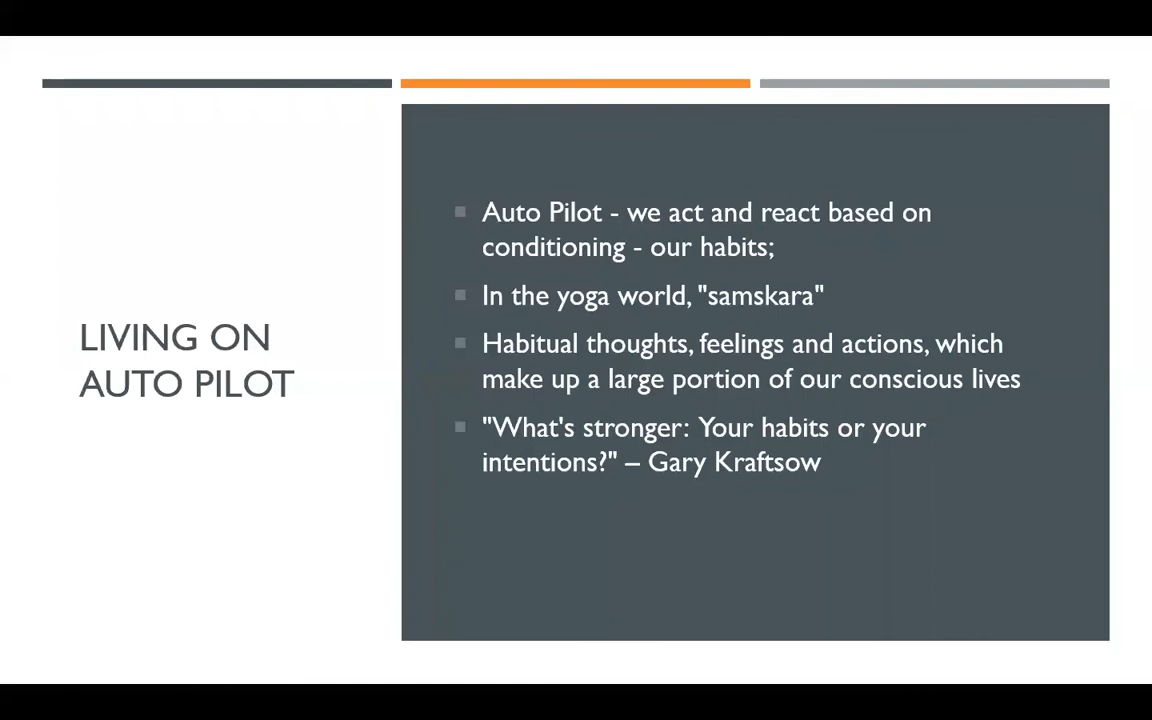 LIVING ON
AUTO PILOT
Auto Pilot - we act and react based on
conditioning - our habits;
In the yoga world, "samskara"
Habitual thoughts, feelings and actions, which
make up a large portion of our conscious lives
"What's stronger: Your habits or your
intentions?" – Gary Kraftsow